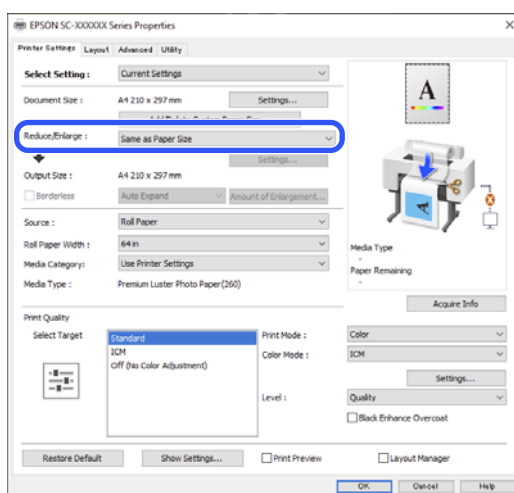 EPSON SC-XXXXXX Series Properties
Printer Settings Layout Advanced Utility
Select Setting : Current Settings
Document Size : A4 210 x 297 mm Settings...
Reduce/Enlarge : Same as Paper Size
Settings...
Output Size : A4 210 x 297 mm
Borderless Auto Expand Amount of Enlargement...
Source : Roll Paper
Roll Paper Width : 64 in
Media Category: Use Printer Settings
Media Type : Premium Luster Photo Paper(260)
A
Media Type
-
Paper Remaining
-
Acquire Info
Print Quality
Select Target
Standard
ICM
Off (No Color Adjustment)
Print Mode : Color
Color Mode : ICM
Settings...
Level : Quality
Black Enhance Overcoat
Restore Default Show Settings... Print Preview Layout Manager
OK Cancel Help